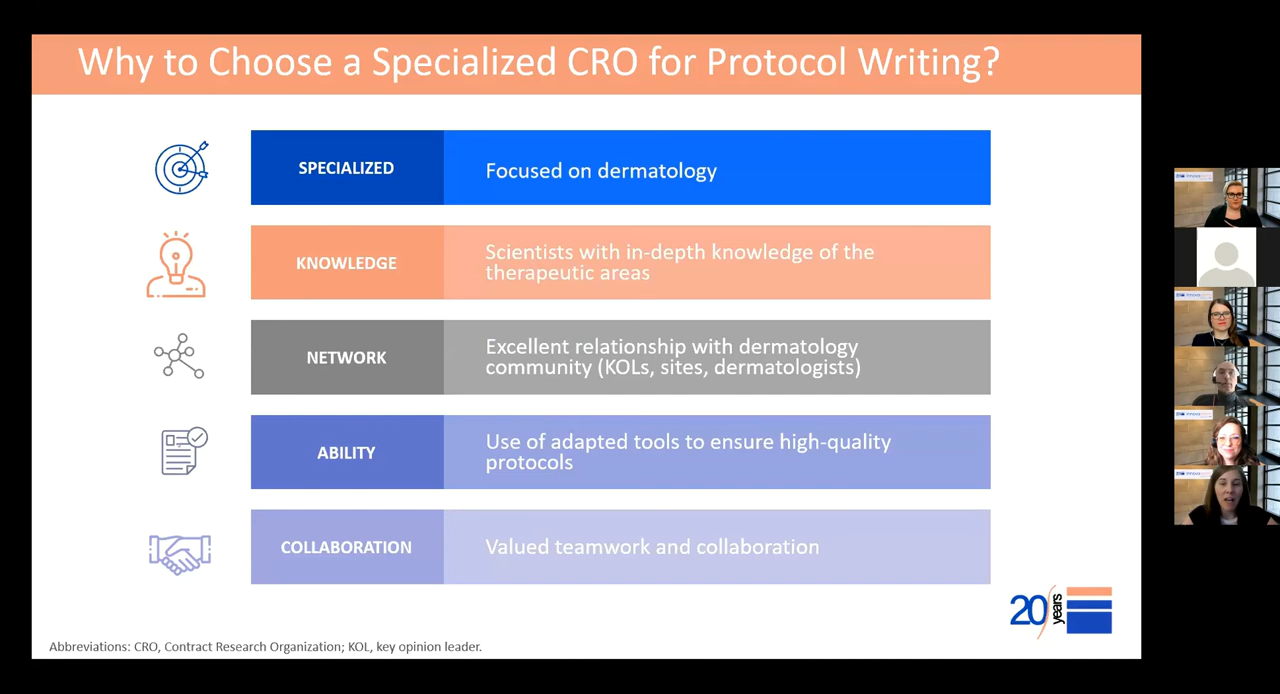 Why to Choose a Specialized CRO for Protocol Writing?
SPECIALIZED
Focused on dermatology
KNOWLEDGE
Scientists with in-depth knowledge of the
therapeutic areas
NETWORK
Excellent relationship with dermatology
community (KOLs, sites, dermatologists)
ABILITY
Use of adapted tools to ensure high-quality
protocols
COLLABORATION
Valued teamwork and collaboration
20 years
Abbreviations: CRO, Contract Research Organization; KOL, key opinion leader.